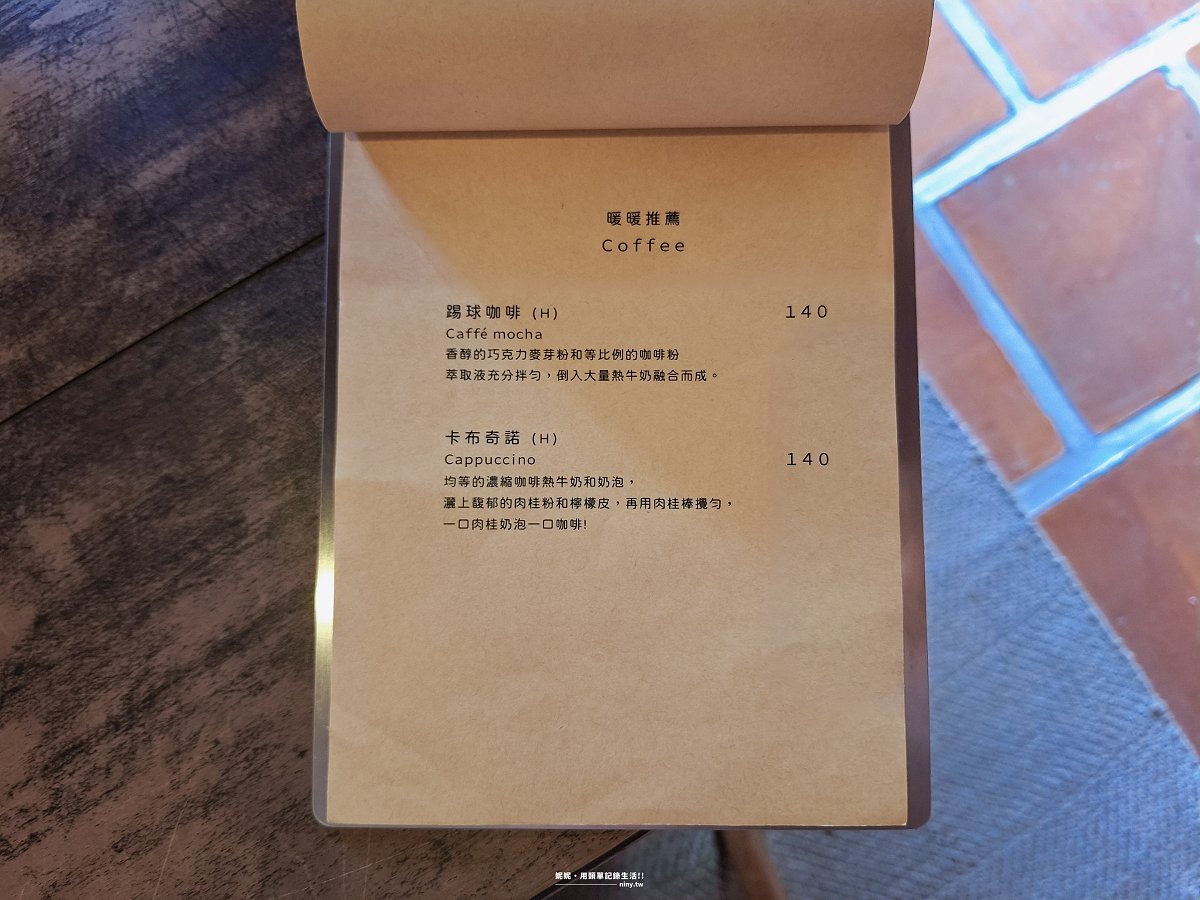 暖暖推薦
Coffee
踢球咖啡 (H) 140
Caffé mocha
香醇的巧克力麥芽粉和等比例的咖啡粉
萃取液充分拌勻，倒入大量熱牛奶融合而成。
卡布奇諾 (H)
Cappuccino 140
均等的濃縮咖啡熱牛奶和奶泡，
灑上馥郁的肉桂粉和檸檬皮，再用肉桂棒攪勻，
一口肉桂奶泡一口咖啡!
妮妮・用鏡單記錄生活!!
niny.tw